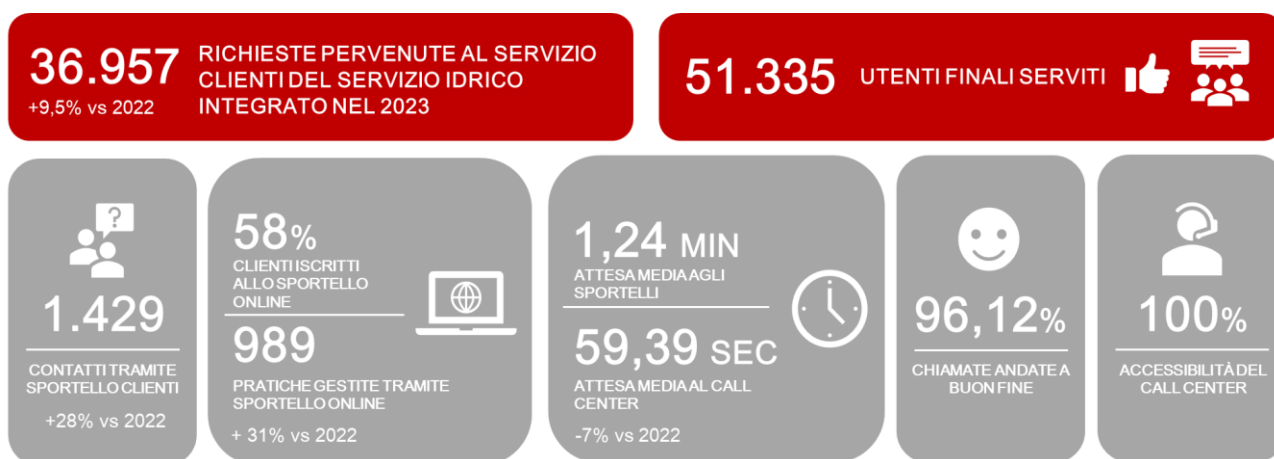 36.957
+9,5% vs 2022
RICHIESTE PERVENUTE AL SERVIZIO
CLIENTI DEL SERVIZIO IDRICO
INTEGRATO NEL 2023
51.335
UTENTI FINALI SERVITI
?
1.429
CONTATTI TRAMITE
SPORTELLO CLIENTI
+28% vs 2022
58%
CLIENTI ISCRITTI
ALLO SPORTELLO
ONLINE
989
PRATICHE GESTITE TRAMITE
SPORTELLO ONLINE
+ 31% vs 2022
1,24 MIN
ATTESA MEDIA AGLI
SPORTELLI
59,39 SEC
ATTESA MEDIA AL CALL
CENTER
-7% vs 2022
96,12%
CHIAMATE ANDATE A
BUON FINE
100%
ACCESSIBILITÀ DEL
CALL CENTER